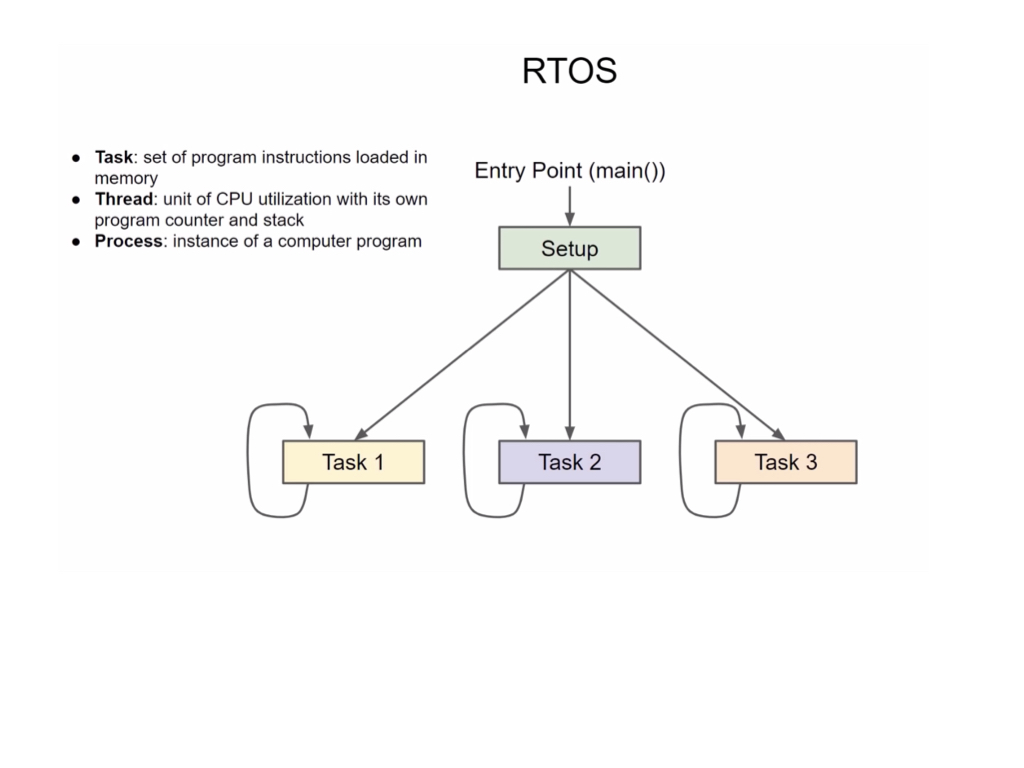 RTOS
● Task: set of program instructions loaded in
memory
● Thread: unit of CPU utilization with its own
program counter and stack
● Process: instance of a computer program
Entry Point (main())
Setup
Task 1
Task 2
Task 3